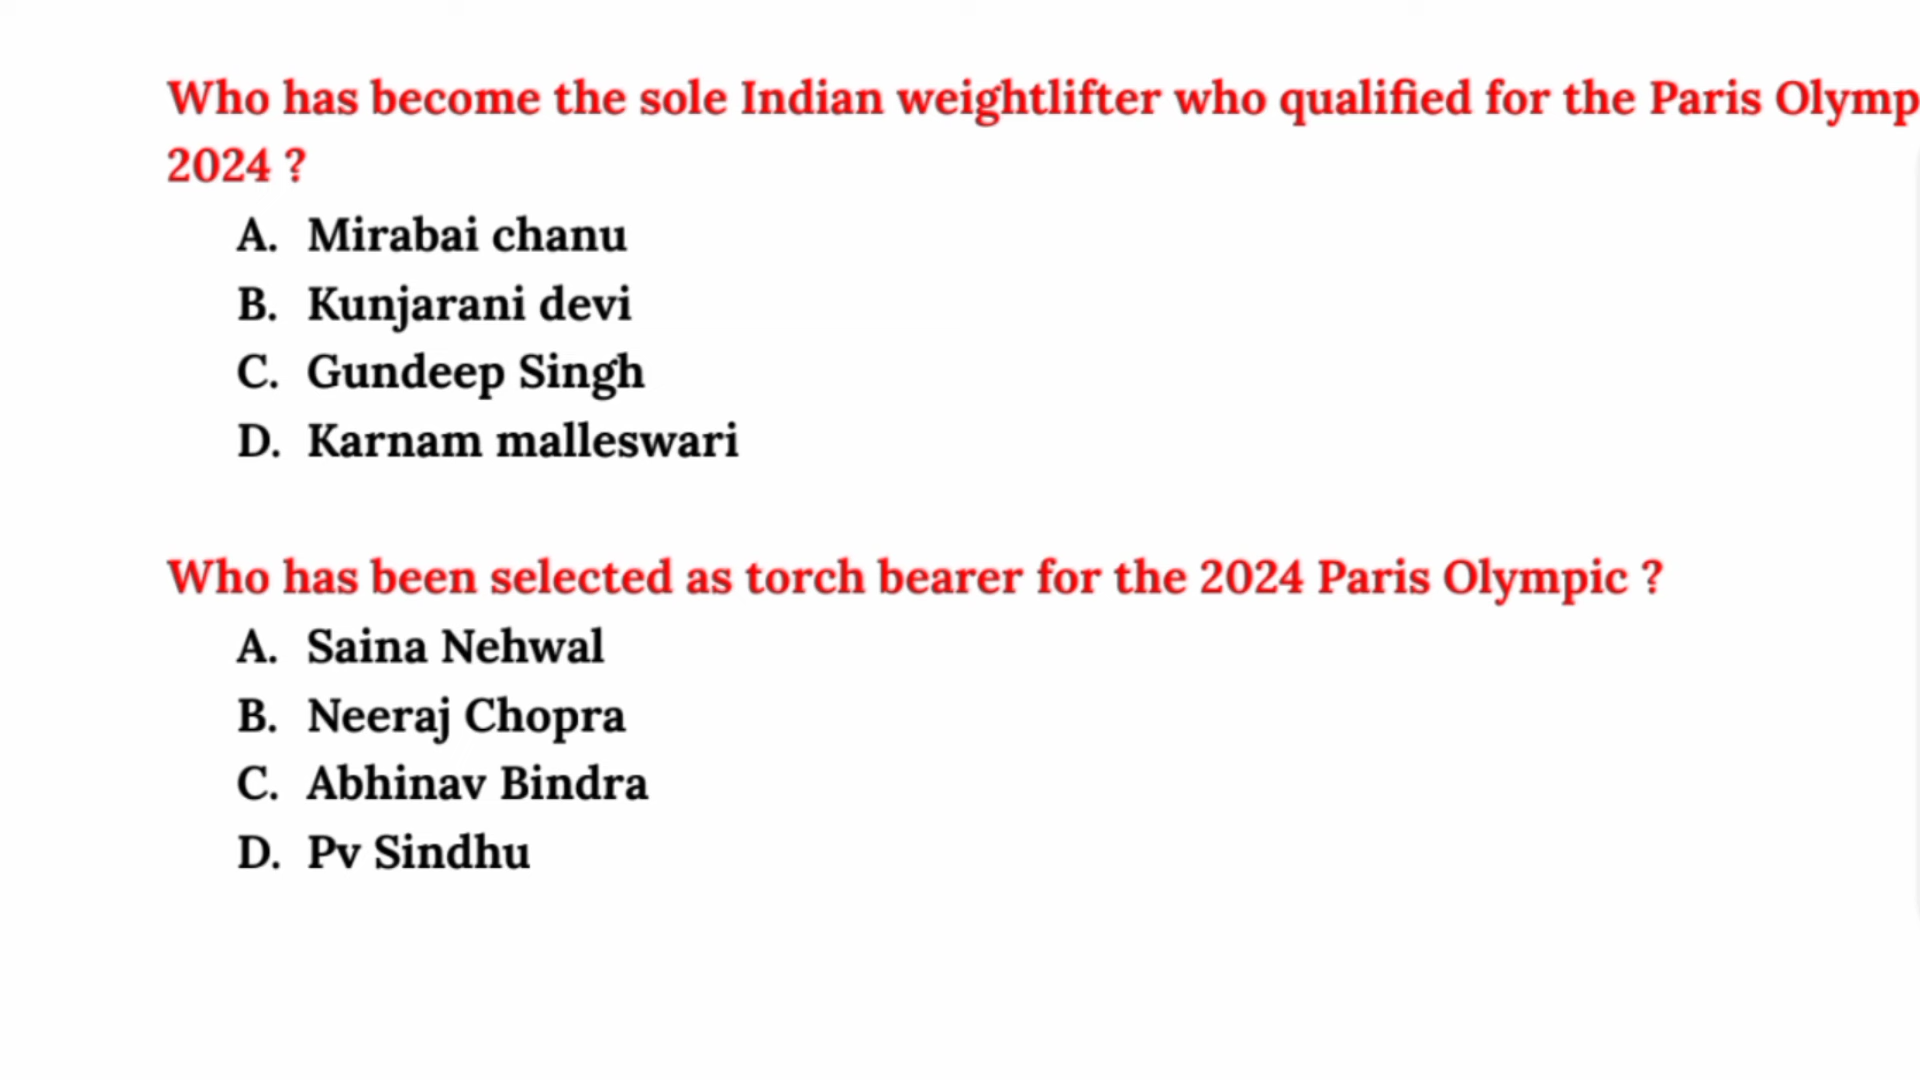 Who has become the sole Indian weightlifter who qualified for the Paris Olymp
2024 ?
A. Mirabai chanu
B. Kunjarani devi
C. Gundeep Singh
D. Karnam malleswari
Who has been selected as torch bearer for the 2024 Paris Olympic ?
A. Saina Nehwal
B. Neeraj Chopra
C. Abhinav Bindra
D. Pv Sindhu